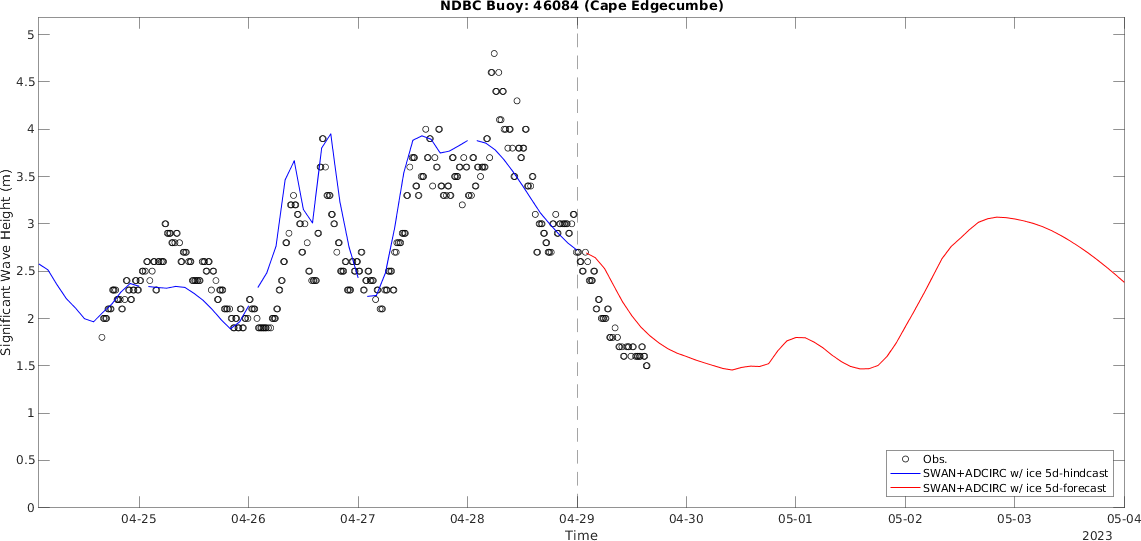 NDBC Buoy: 46084 (Cape Edgecumbe)
Significant Wave Height (m)
5
4.5
4
3.5
3
2.5
2
1.5
1
0.5
0
Obs.
SWAN+ADCIRC w/ ice 5d-hindcast
SWAN+ADCIRC w/ ice 5d-forecast
04-25 04-26 04-27 04-28 04-29 04-30 05-01 05-02 05-03 05-04
Time
2023